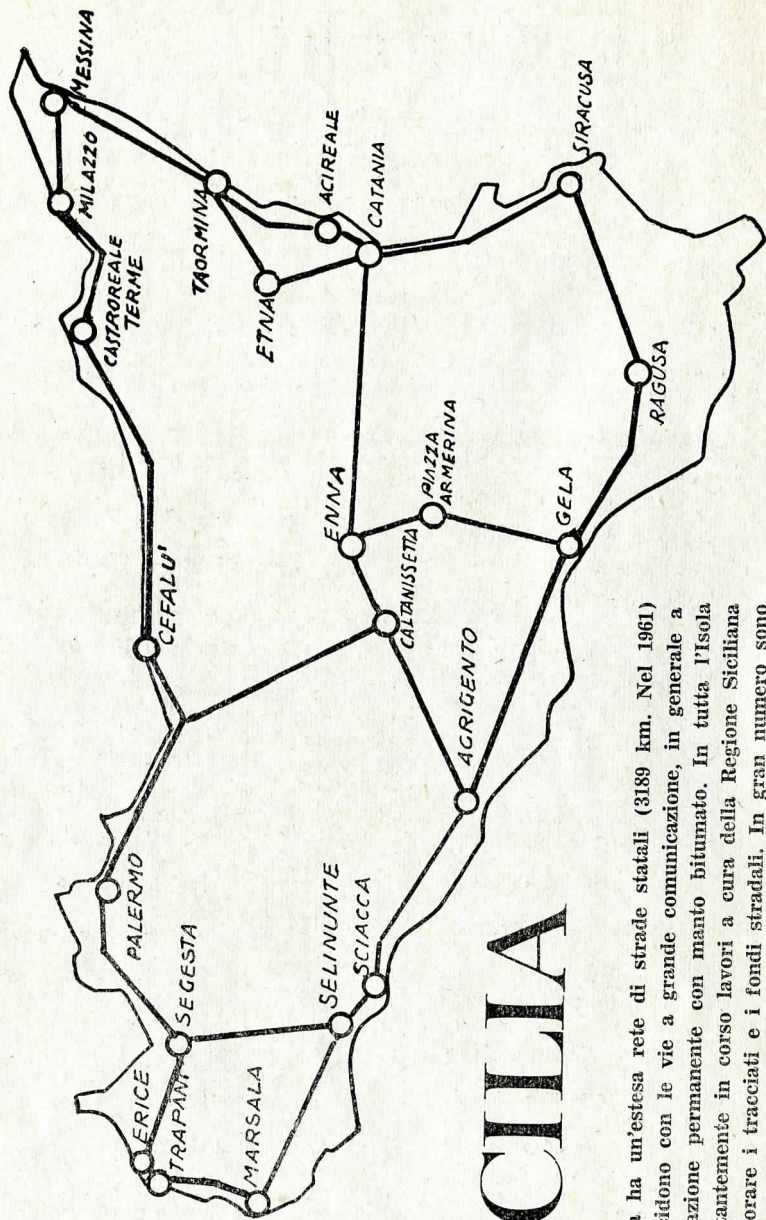 MESSINA
MILAZZO
CASTROREALE
TERME
TAORMINA
ACIREALE
ETNA
CATANIA
SIRACUSA
CEFALU'
ENNA
PIAZZA
ARMERINA
CALTANISSETTA
RAGUSA
GELA
AGRIGENTO
PALERMO
SEGESTA
SELINUNTE
SCIACCA
ERICE
TRAPANI
MARSALA
CILIA
ha un'estesa rete di strade statali (3189 km. Nel 1961)
cidono con le vie a grande comunicazione, in generale a
azione permanente con manto bitumato. In tutta l'Isola
tantemente in corso lavori a cura della Regione Siciliana
orare i tracciati e i fondi stradali. In gran numero sono